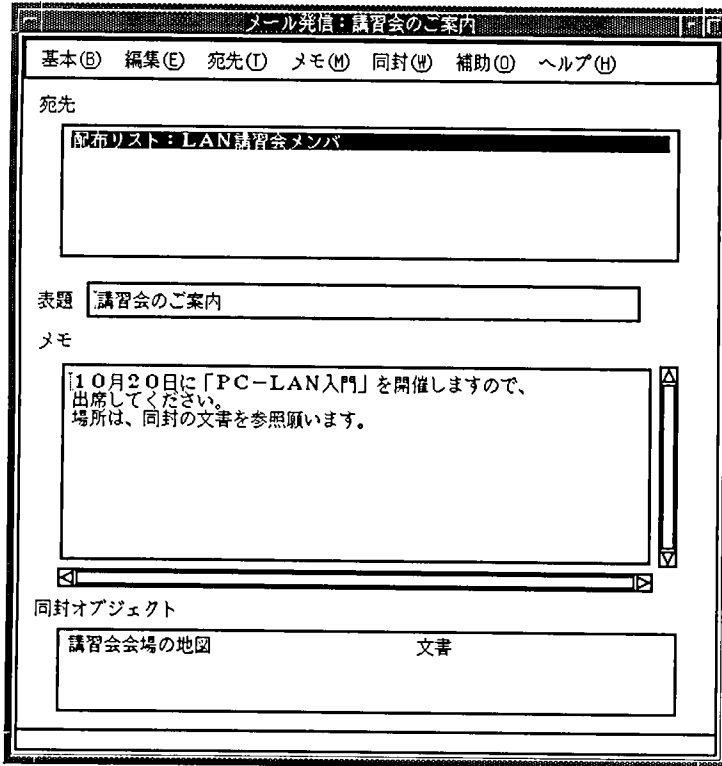 メール発信：講習会のご案内
基本(B) 編集(E) 宛先(T) メモ(M) 同封(W) 補助(O) ヘルプ(H)
宛先
配布リスト：LAN講習会メンバ
表題 講習会のご案内
メモ
10月20日に「PC－LAN入門」を開催しますので、
出席してください。
場所は、同封の文書を参照願います。
同封オブジェクト
講習会会場の地図 文書